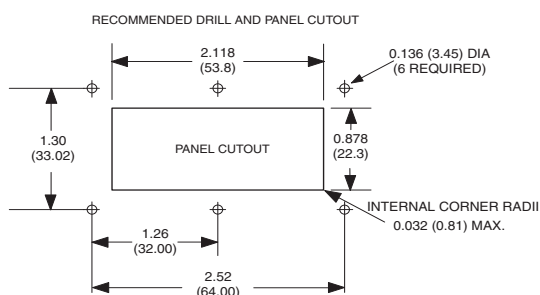 RECOMMENDED DRILL AND PANEL CUTOUT
2.118
(53.8)
0.136 (3.45) DIA
(6 REQUIRED)
1.30
(33.02)
PANEL CUTOUT
0.878
(22.3)
INTERNAL CORNER RADII
0.032 (0.81) MAX.
1.26
(32.00)
2.52
(64.00)